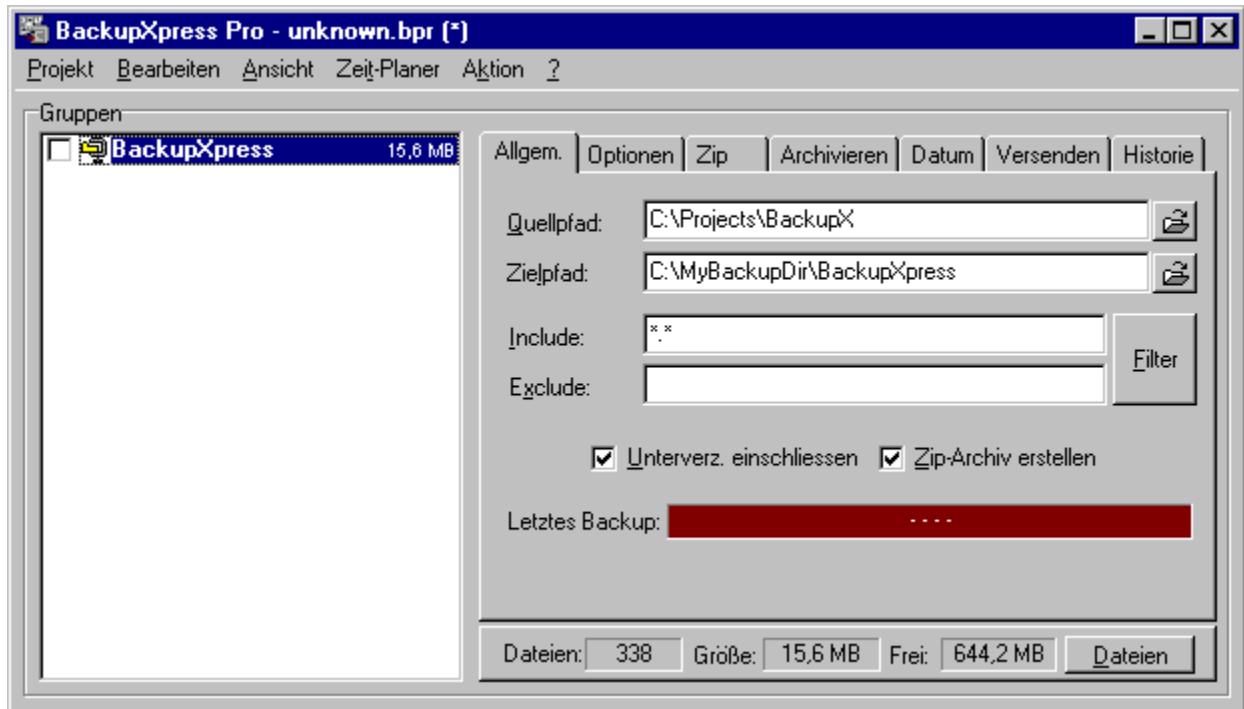 BackupXpress Pro - unknown.bpr (*)
Projekt Bearbeiten Ansicht Zeit-Planer Aktion ?
Gruppen
BackupXpress 15,6 MB
Allgem. Optionen Zip Archivieren Datum Versenden Historie
Quellpfad: C:\Projects\BackupX
Zielpfad: C:\MyBackupDir\BackupXpress
Include: *.*
Filter
Exclude:
Unterverz. einschliessen Zip-Archiv erstellen
Letztes Backup: - - - -
Dateien: 338 Größe: 15,6 MB Frei: 644,2 MB Dateien